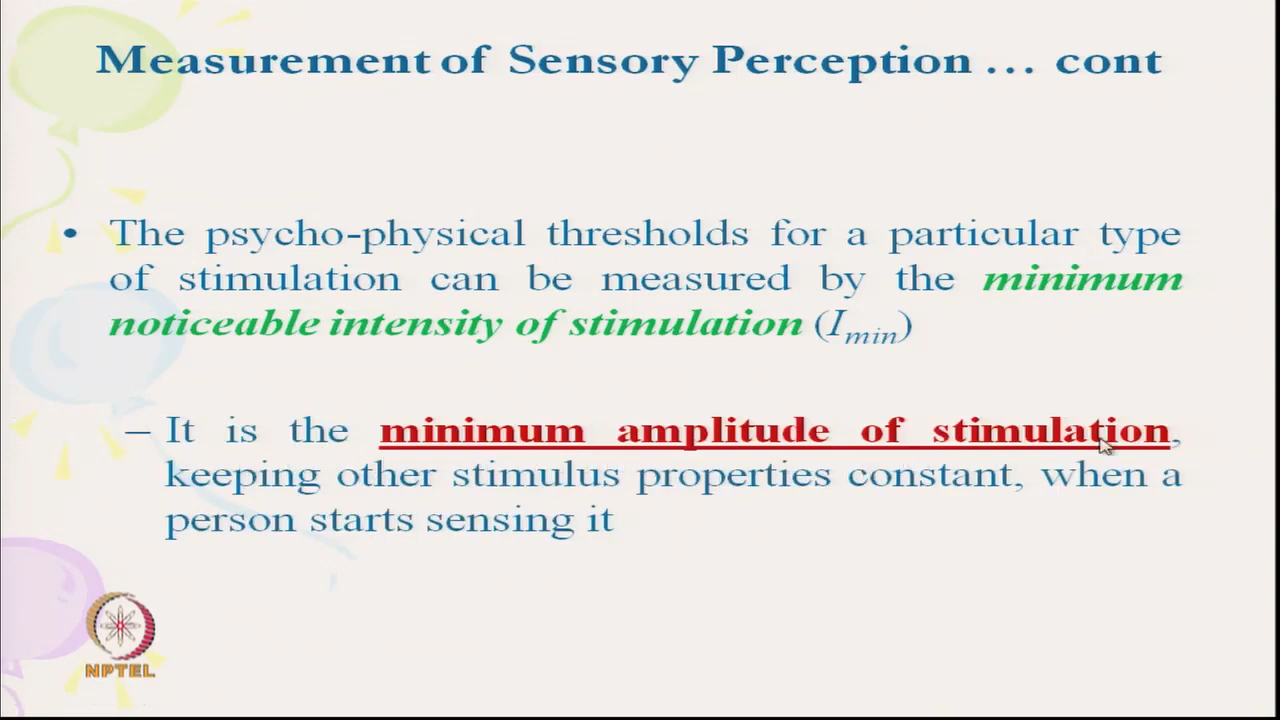 Measurement of Sensory Perception … cont
• The psycho-physical thresholds for a particular type
of stimulation can be measured by the minimum
noticeable intensity of stimulation (Imin)
– It is the minimum amplitude of stimulation,
keeping other stimulus properties constant, when a
person starts sensing it
NPTEL